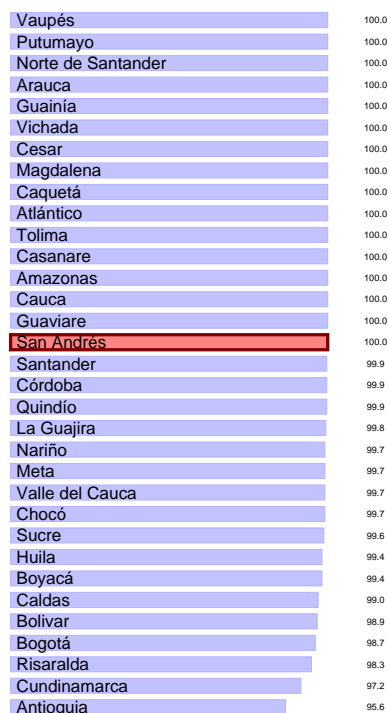 Vaupés 100.0
Putumayo 100.0
Norte de Santander 100.0
Arauca 100.0
Guainía 100.0
Vichada 100.0
Cesar 100.0
Magdalena 100.0
Caquetá 100.0
Atlántico 100.0
Tolima 100.0
Casanare 100.0
Amazonas 100.0
Cauca 100.0
Guaviare 100.0
San Andrés 100.0
Santander 99.9
Córdoba 99.9
Quindío 99.9
La Guajira 99.8
Nariño 99.7
Meta 99.7
Valle del Cauca 99.7
Chocó 99.7
Sucre 99.6
Huila 99.4
Boyacá 99.4
Caldas 99.0
Bolivar 98.9
Bogotá 98.7
Risaralda 98.3
Cundinamarca 97.2
Antioquia 95.6